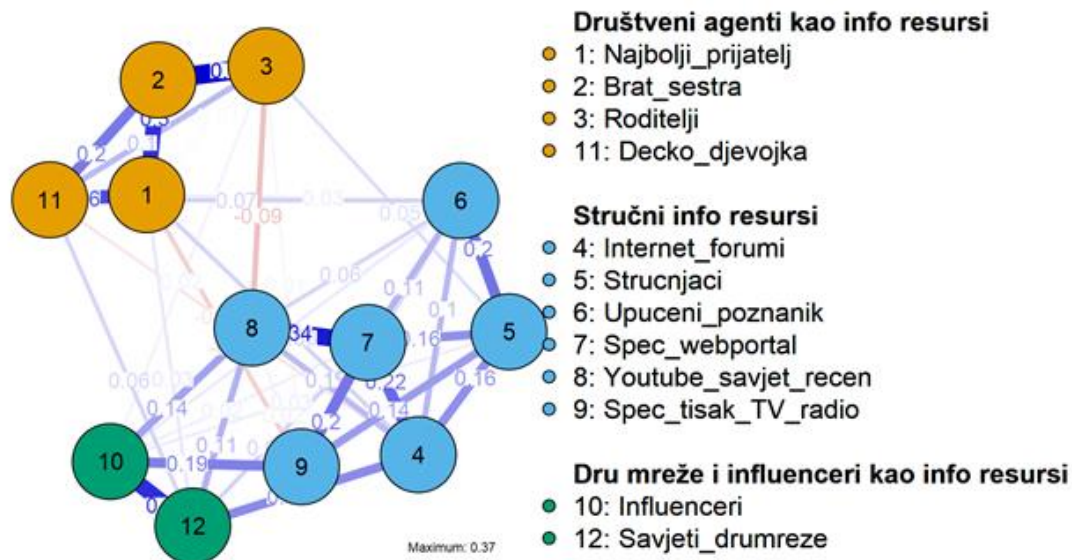 Društveni agenti kao info resursi
1: Najbolji_prijatelj
2: Brat_sestra
3: Roditelji
11: Decko_djevojka
Stručni info resursi
4: Internet_forumi
5: Strucnjaci
6: Upuceni_poznanik
7: Spec_webportal
8: Youtube_savjet_recen
9: Spec_tisak_TV_radio
Dru mreže i influenceri kao info resursi
10: Influenceri
12: Savjeti_drumreze
3
2
0.2
11
1
6
0.07
0.03
-0.09
0.05
0.2
0.06
0.11
0.1
8
34
7
0.16
5
0.06
0.22
0.16
0.14
0.14
0.2
0.11
10
0.19
9
4
12
Maximum: 0.37